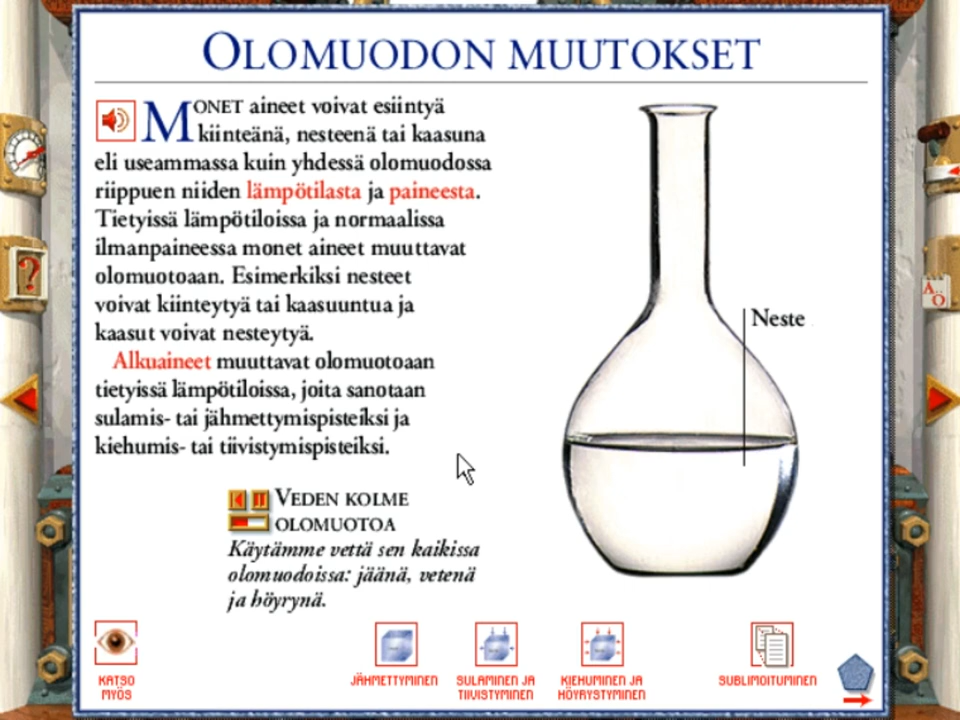 OLOMUODON MUUTOKSET
MONET aineet voivat esiintyä
kiinteänä, nesteenä tai kaasuna
eli useammassa kuin yhdessä olomuodossa
riippuen niiden lämpötilasta ja paineesta.
Tietyissä lämpötiloissa ja normaalissa
ilmanpaineessa monet aineet muuttavat
olomuotoaan. Esimerkiksi nesteet
voivat kiinteytyä tai kaasuuntua ja
kaasut voivat nesteytyä.
Alkuaineet muuttavat olomuotoaan
tietyissä lämpötiloissa, joita sanotaan
sulamis- tai jähmettymispisteiksi ja
kiehumis- tai tiivistymispisteiksi.
Neste
VEDEN KOLME
OLOMUOTOA
Käytämme vettä sen kaikissa
olomuodoissa: jäänä, vetenä
ja höyrynä.
KATSO
MYÖS
JÄHMETTYMINEN
SULAMINEN JA
TIIVISTYMINEN
KIEHUMINEN JA
HÖYRYSTYMINEN
SUBLIMOITUMINEN
?
A..
O